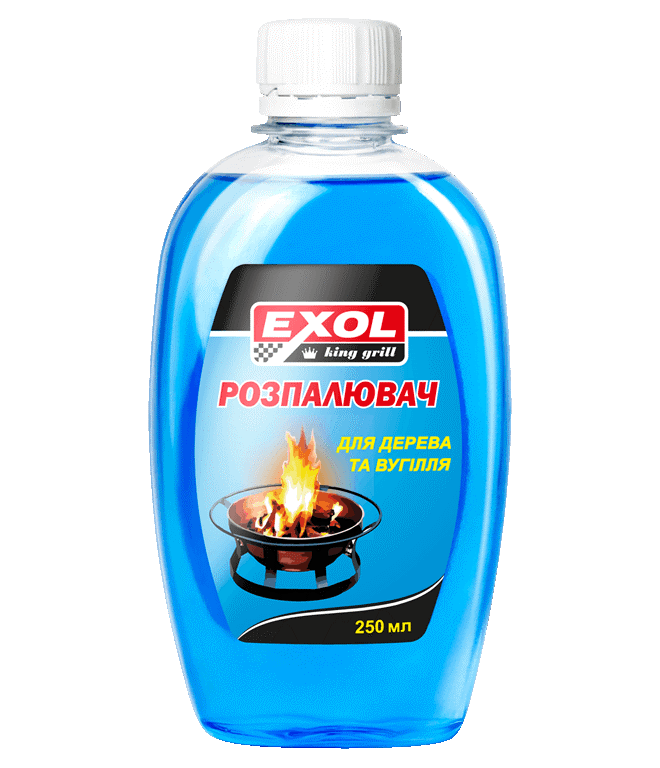 EXOL
king grill
РОЗПАЛЮВАЧ
ДЛЯ ДЕРЕВА
ТА ВУГІЛЛЯ
250 мл